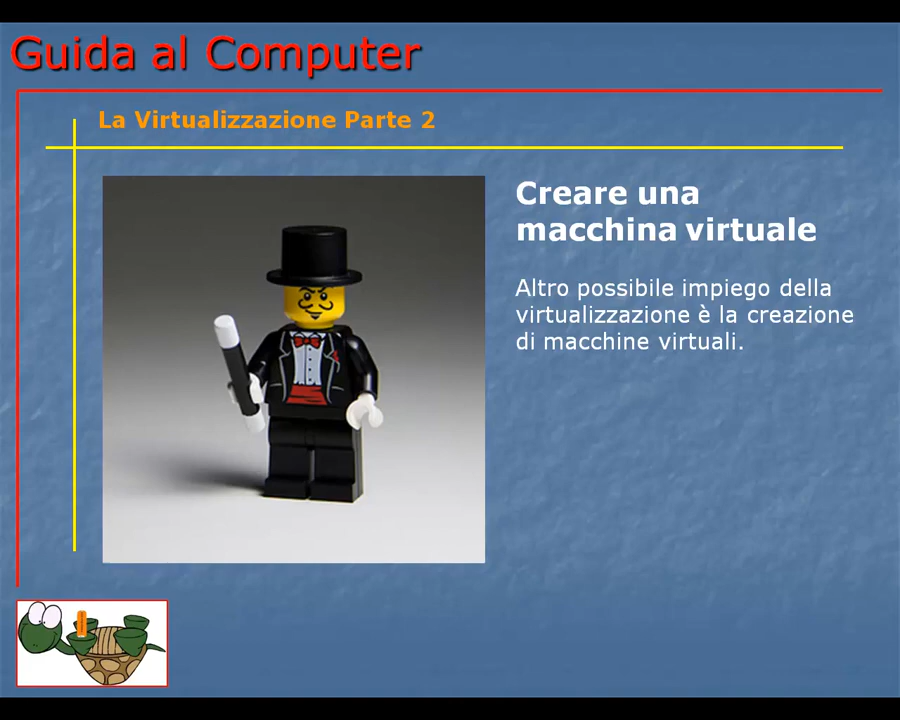 Guida al Computer
La Virtualizzazione Parte 2
Creare una
macchina virtuale
Altro possibile impiego della
virtualizzazione è la creazione
di macchine virtuali.